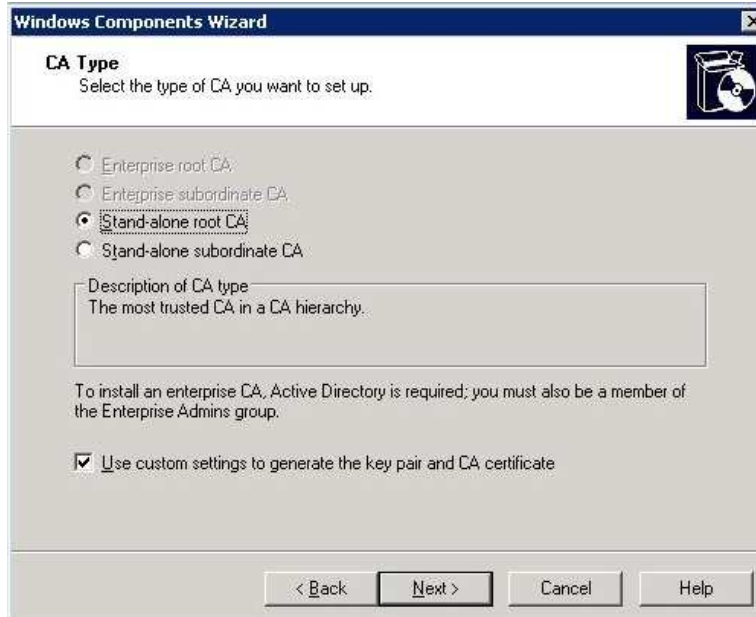 Windows Components Wizard
CA Type
Select the type of CA you want to set up.
Enterprise root CA
Enterprise subordinate CA
Stand-alone root CA
Stand-alone subordinate CA
Description of CA type
The most trusted CA in a CA hierarchy.
To install an enterprise CA, Active Directory is required; you must also be a member of
the Enterprise Admins group.
Use custom settings to generate the key pair and CA certificate
< Back Next > Cancel Help